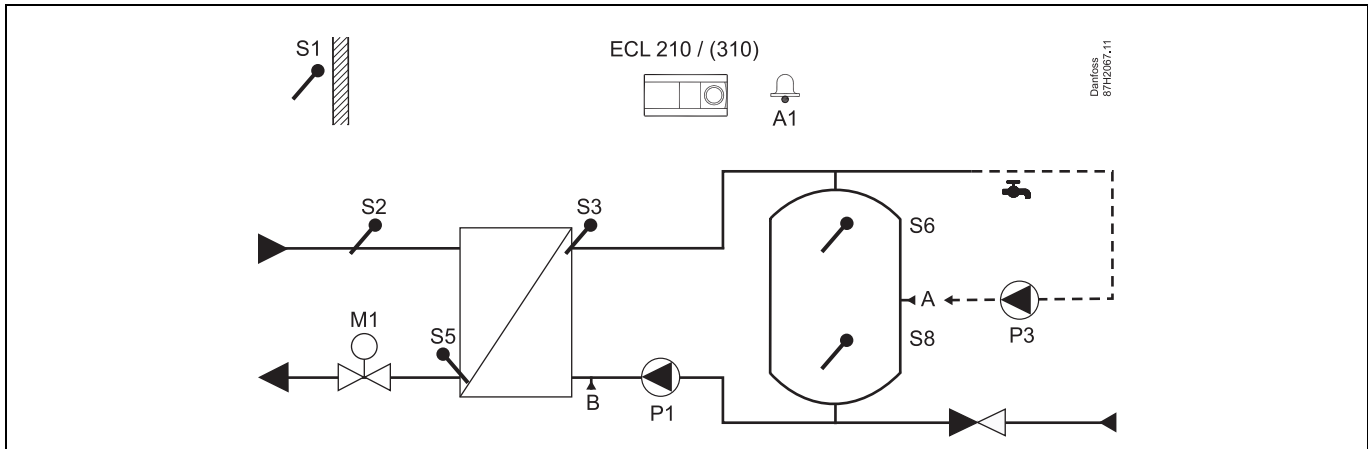 S1
ECL 210 / (310)
A1
Danfoss
87H2067.11
S2
S3
S6
A
P3
M1
S5
S8
B
P1